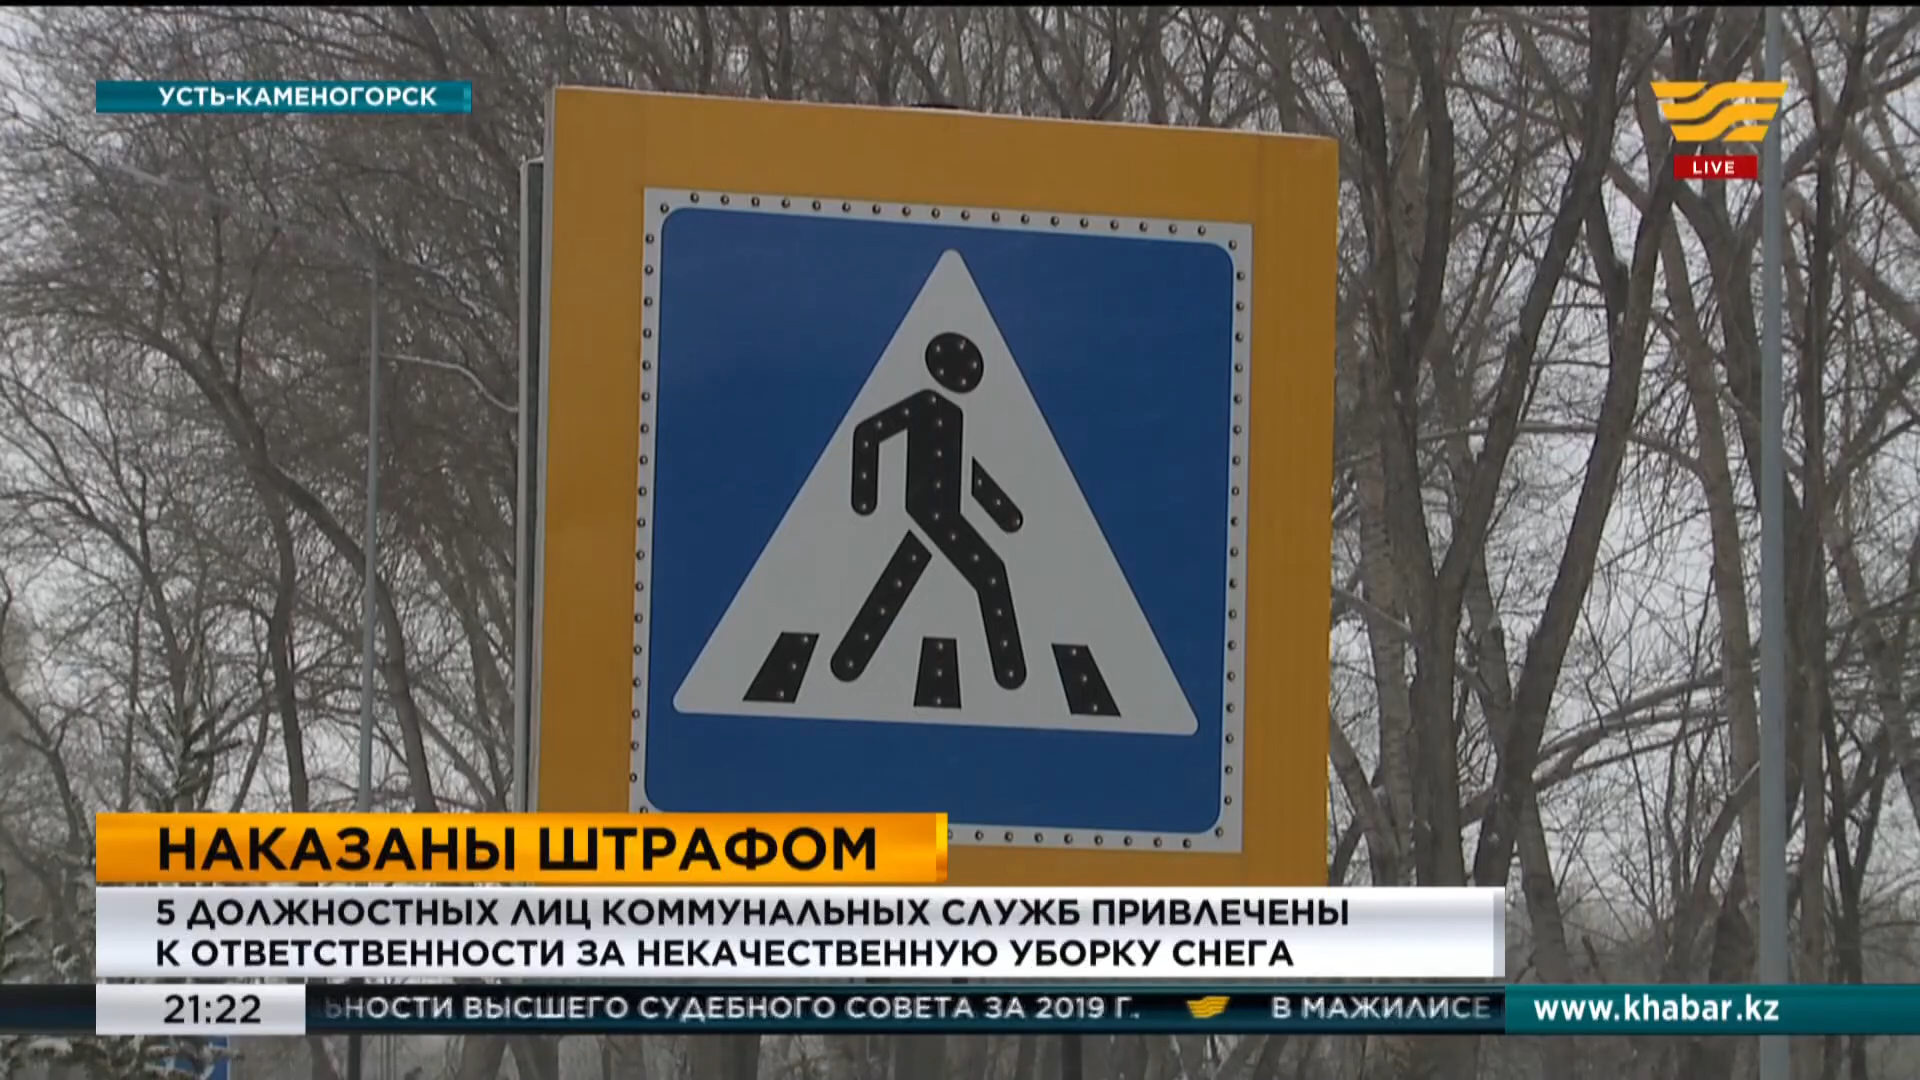 УСТЬ-КАМЕНОГОРСК
LIVE
НАКАЗАНЫ ШТРАФОМ
5 ДОЛЖНОСТНЫХ ЛИЦ КОММУНАЛЬНЫХ СЛУЖБ ПРИВЛЕЧЕНЫ
К ОТВЕТСТВЕННОСТИ ЗА НЕКАЧЕСТВЕННУЮ УБОРКУ СНЕГА
21:22 ЬНОСТИ ВЫСШЕГО СУДЕБНОГО СОВЕТА ЗА 2019 Г. В МАЖИЛИСЕ www.khabar.kz